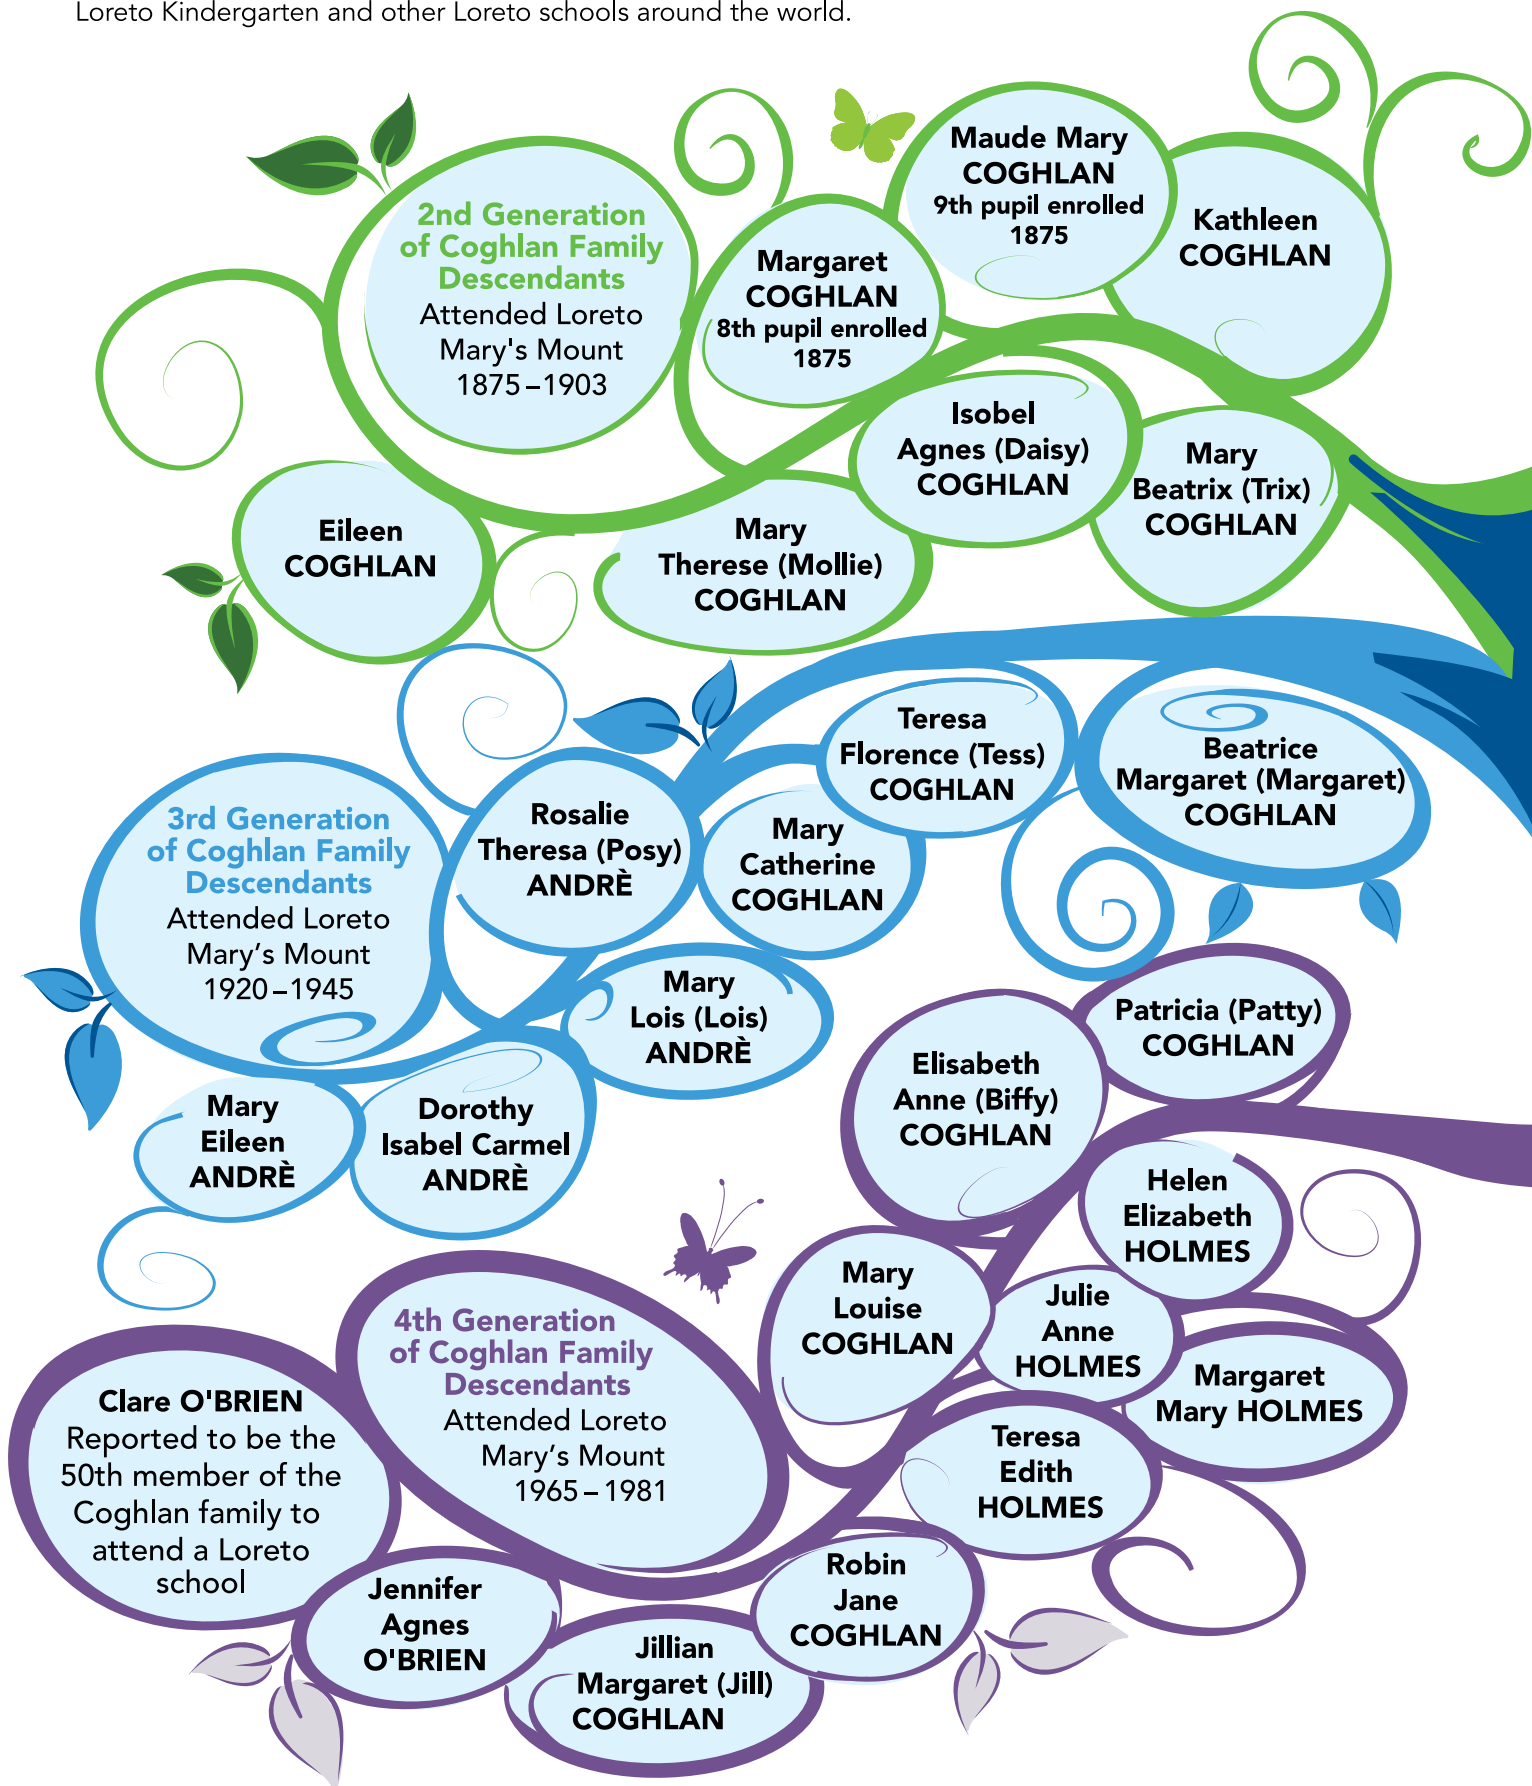 Loreto Kindergarten and other Loreto schools around the world.
2nd Generation
of Coghlan Family
Descendants
Attended Loreto
Mary's Mount
1875–1903
Margaret
COGHLAN
8th pupil enrolled
1875
Maude Mary
COGHLAN
9th pupil enrolled
1875
Kathleen
COGHLAN
Eileen
COGHLAN
Mary
Therese (Mollie)
COGHLAN
Isobel
Agnes (Daisy)
COGHLAN
Mary
Beatrix (Trix)
COGHLAN
3rd Generation
of Coghlan Family
Descendants
Attended Loreto
Mary’s Mount
1920–1945
Rosalie
Theresa (Posy)
ANDRÈ
Mary
Catherine
COGHLAN
Teresa
Florence (Tess)
COGHLAN
Beatrice
Margaret (Margaret)
COGHLAN
Mary
Lois (Lois)
ANDRÈ
Mary
Eileen
ANDRÈ
Dorothy
Isabel Carmel
ANDRÈ
Elisabeth
Anne (Biffy)
COGHLAN
Patricia (Patty)
COGHLAN
Helen
Elizabeth
HOLMES
Mary
Louise
COGHLAN
Julie
Anne
HOLMES
Margaret
Mary HOLMES
4th Generation
of Coghlan Family
Descendants
Attended Loreto
Mary’s Mount
1965–1981
Clare O'BRIEN
Reported to be the
50th member of the
Coghlan family to
attend a Loreto
school
Teresa
Edith
HOLMES
Jennifer
Agnes
O'BRIEN
Jillian
Margaret (Jill)
COGHLAN
Robin
Jane
COGHLAN